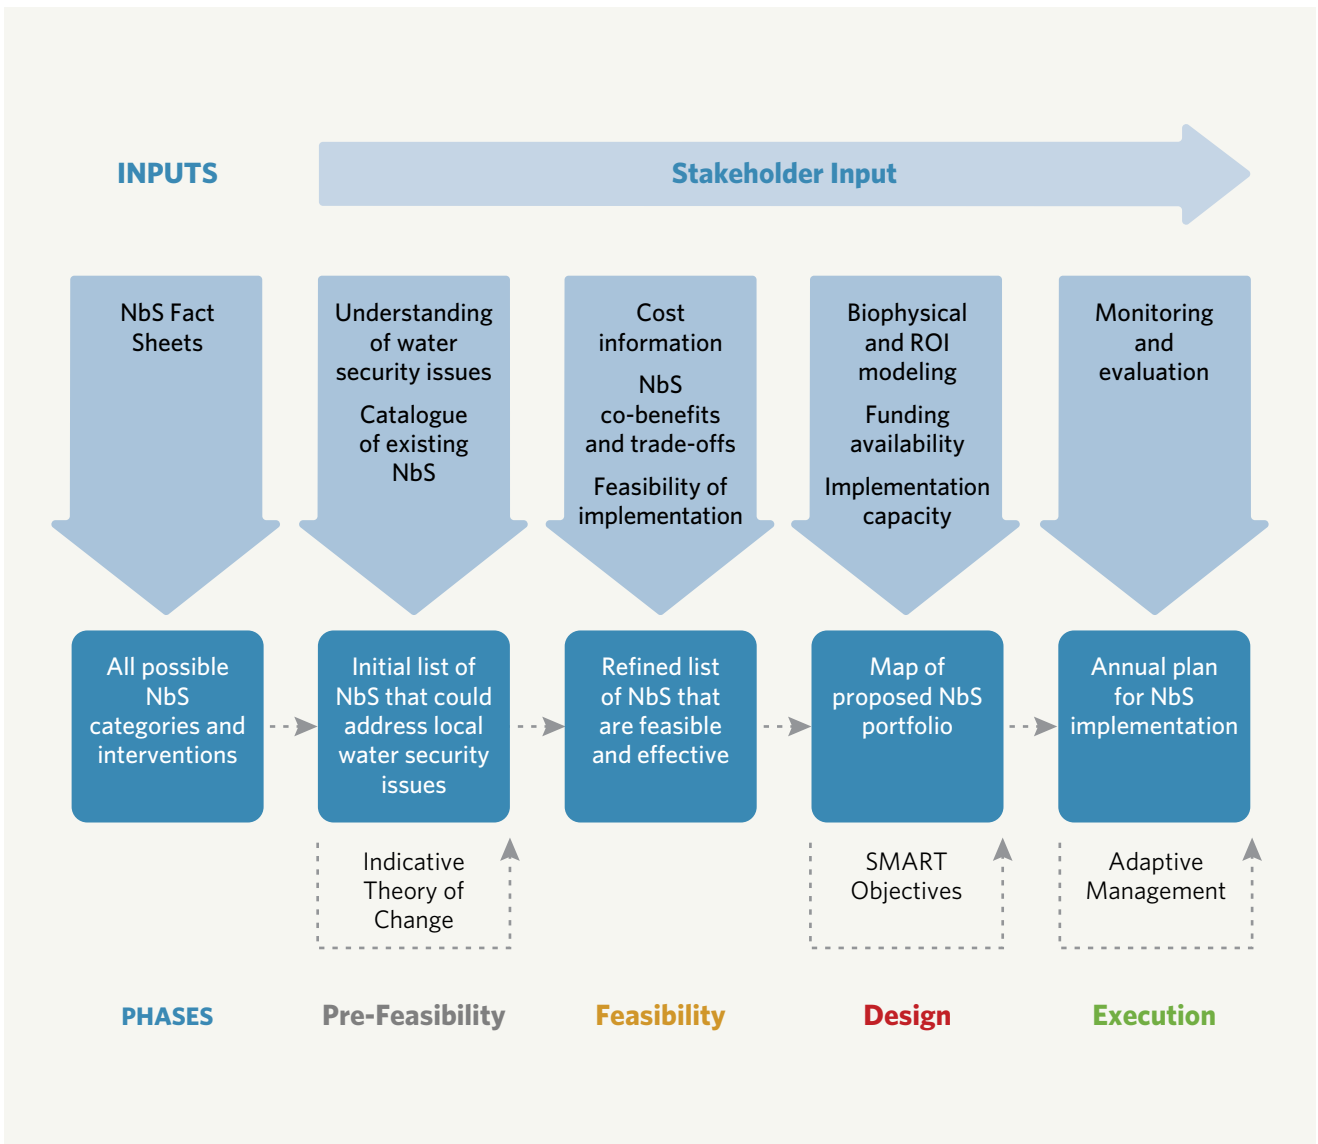 INPUTS
Stakeholder Input
NbS Fact
Sheets
Understanding
of water
security issues
Catalogue
of existing
NbS
Cost
information
NbS
co-benefits
and trade-offs
Feasibility of
implementation
Biophysical
and ROI
modeling
Funding
availability
Implementation
capacity
Monitoring
and
evaluation
All possible
NbS
categories and
interventions
Initial list of
NbS that could
address local
water security
issues
Refined list
of NbS that
are feasible
and effective
Map of
proposed NbS
portfolio
Annual plan
for NbS
implementation
Indicative
Theory of
Change
SMART
Objectives
Adaptive
Management
PHASES
Pre-Feasibility
Feasibility
Design
Execution